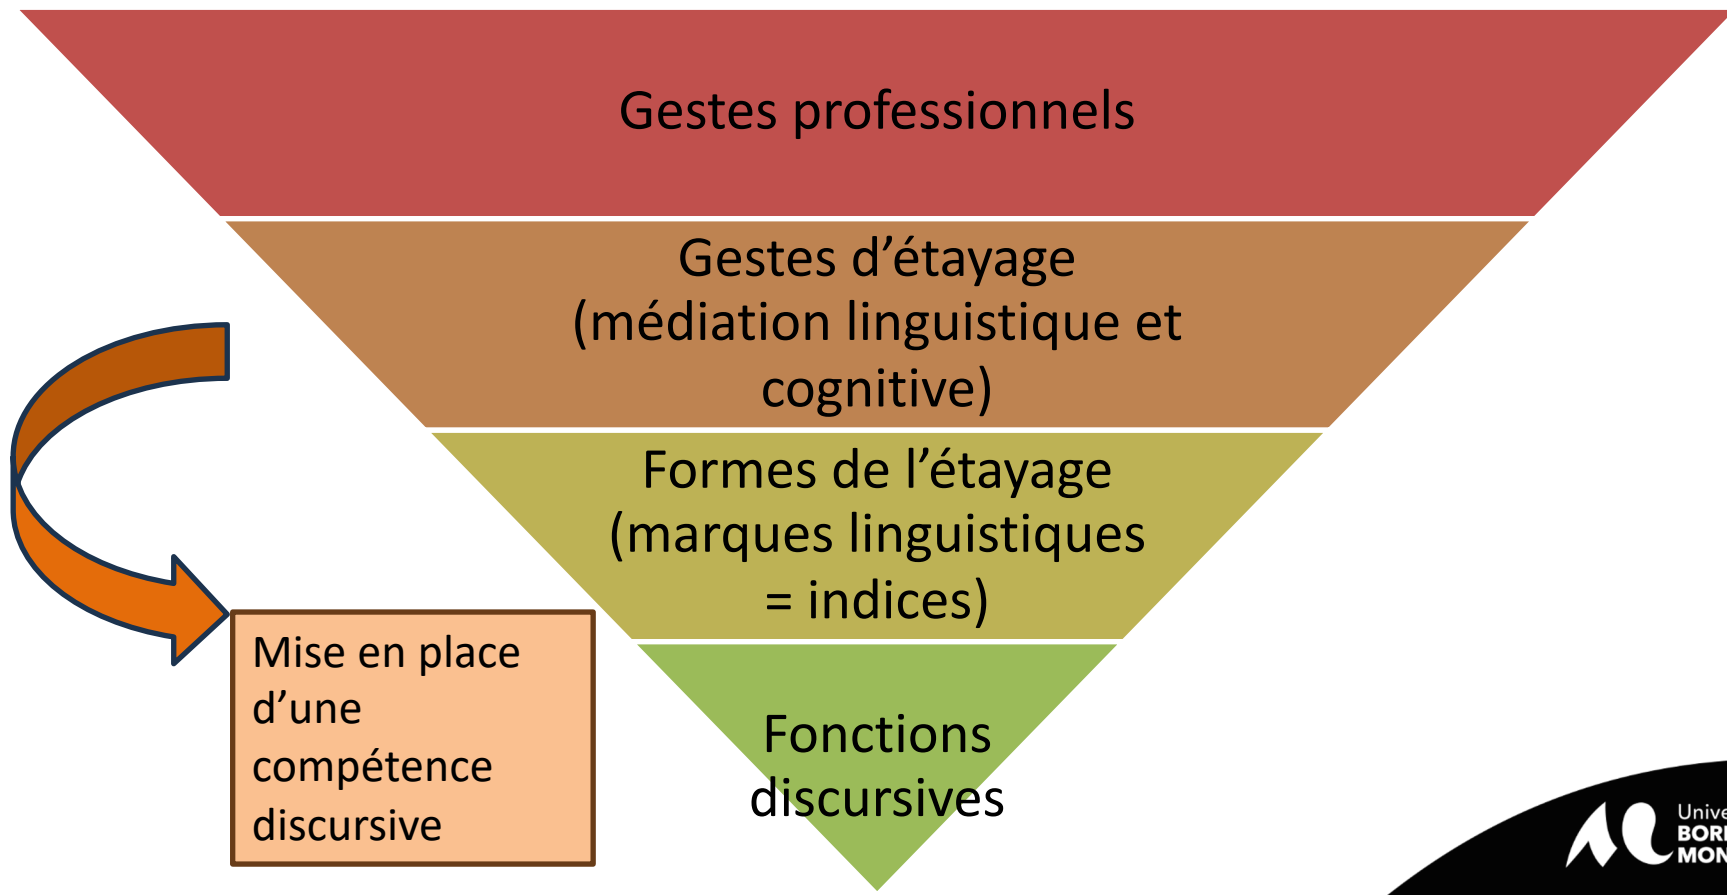 Gestes professionnels
Gestes d’étayage
(médiation linguistique et
cognitive)
Formes de l’étayage
(marques linguistiques
= indices)
Mise en place
d’une
compétence
discursive
Fonctions
discursives